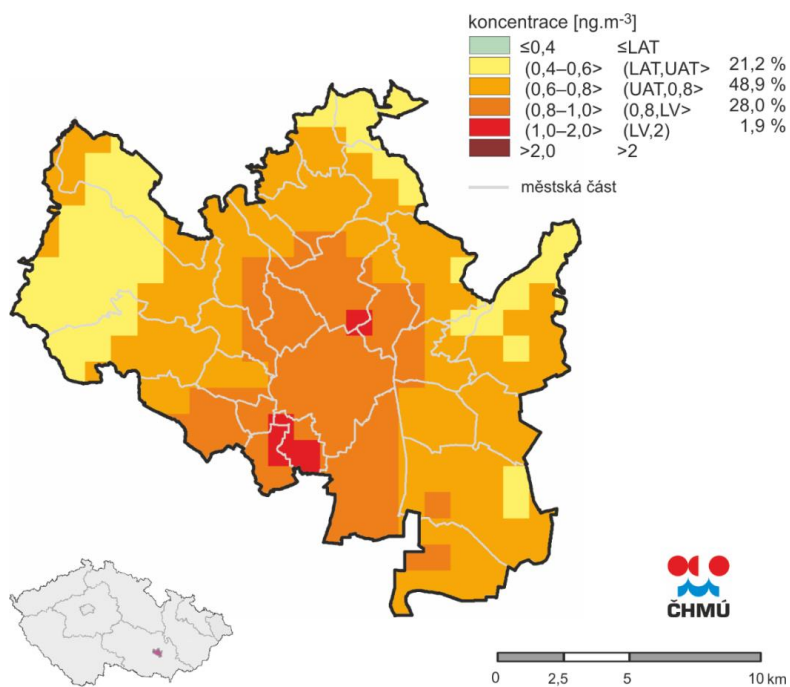 koncentrace [ng.m-3]
≤0,4 ≤LAT
(0,4–0,6> (LAT,UAT> 21,2 %
(0,6–0,8> (UAT,0,8> 48,9 %
(0,8–1,0> (0,8,LV> 28,0 %
(1,0–2,0> (LV,2) 1,9 %
>2,0 >2
městská část
ČHMÚ
0 2,5 5 10 km